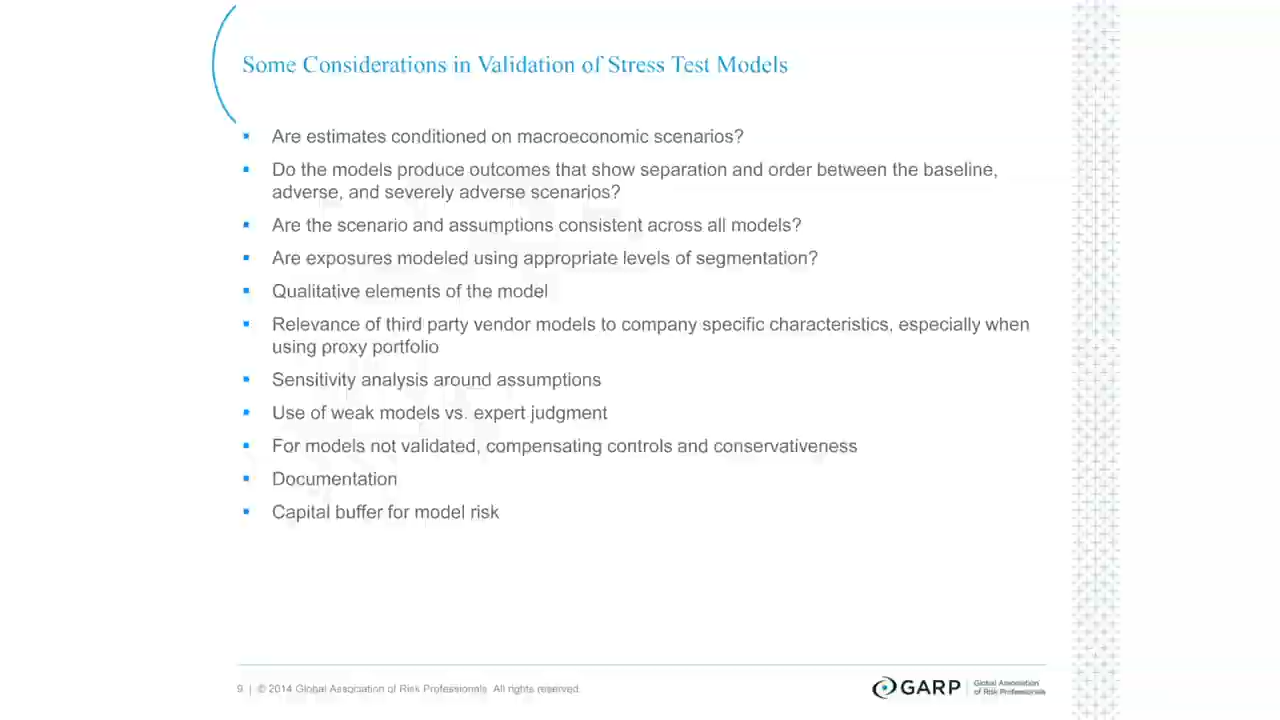 Some Considerations in Validation of Stress Test Models
▪ Are estimates conditioned on macroeconomic scenarios?
▪ Do the models produce outcomes that show separation and order between the baseline,
adverse, and severely adverse scenarios?
▪ Are the scenario and assumptions consistent across all models?
▪ Are exposures modeled using appropriate levels of segmentation?
▪ Qualitative elements of the model
▪ Relevance of third party vendor models to company specific characteristics, especially when
using proxy portfolio
▪ Sensitivity analysis around assumptions
▪ Use of weak models vs. expert judgment
▪ For models not validated, compensating controls and conservativeness
▪ Documentation
▪ Capital buffer for model risk
9 | © 2014 Global Association of Risk Professionals. All rights reserved.
GARP
Global Association
of Risk Professionals